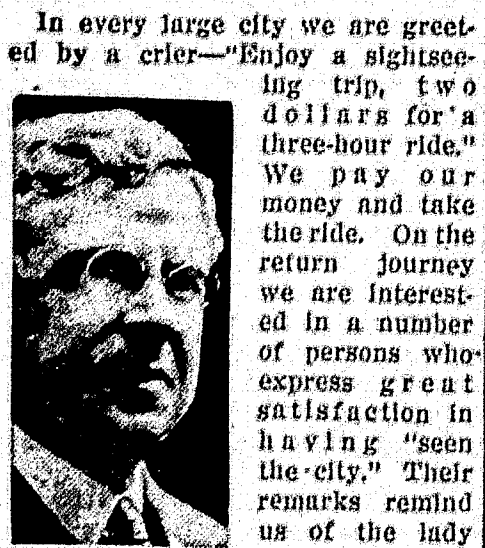 In every large city we are greet-
ed by a crier—"Enjoy a sightsee-
ing trip, two
dollars for a
three-hour ride."
We pay our
money and take
the ride. On the
return journey
we are interest-
ed in a number
of persons who
express great
satisfaction in
having "seen
the city." Their
remarks remind
us of the lady